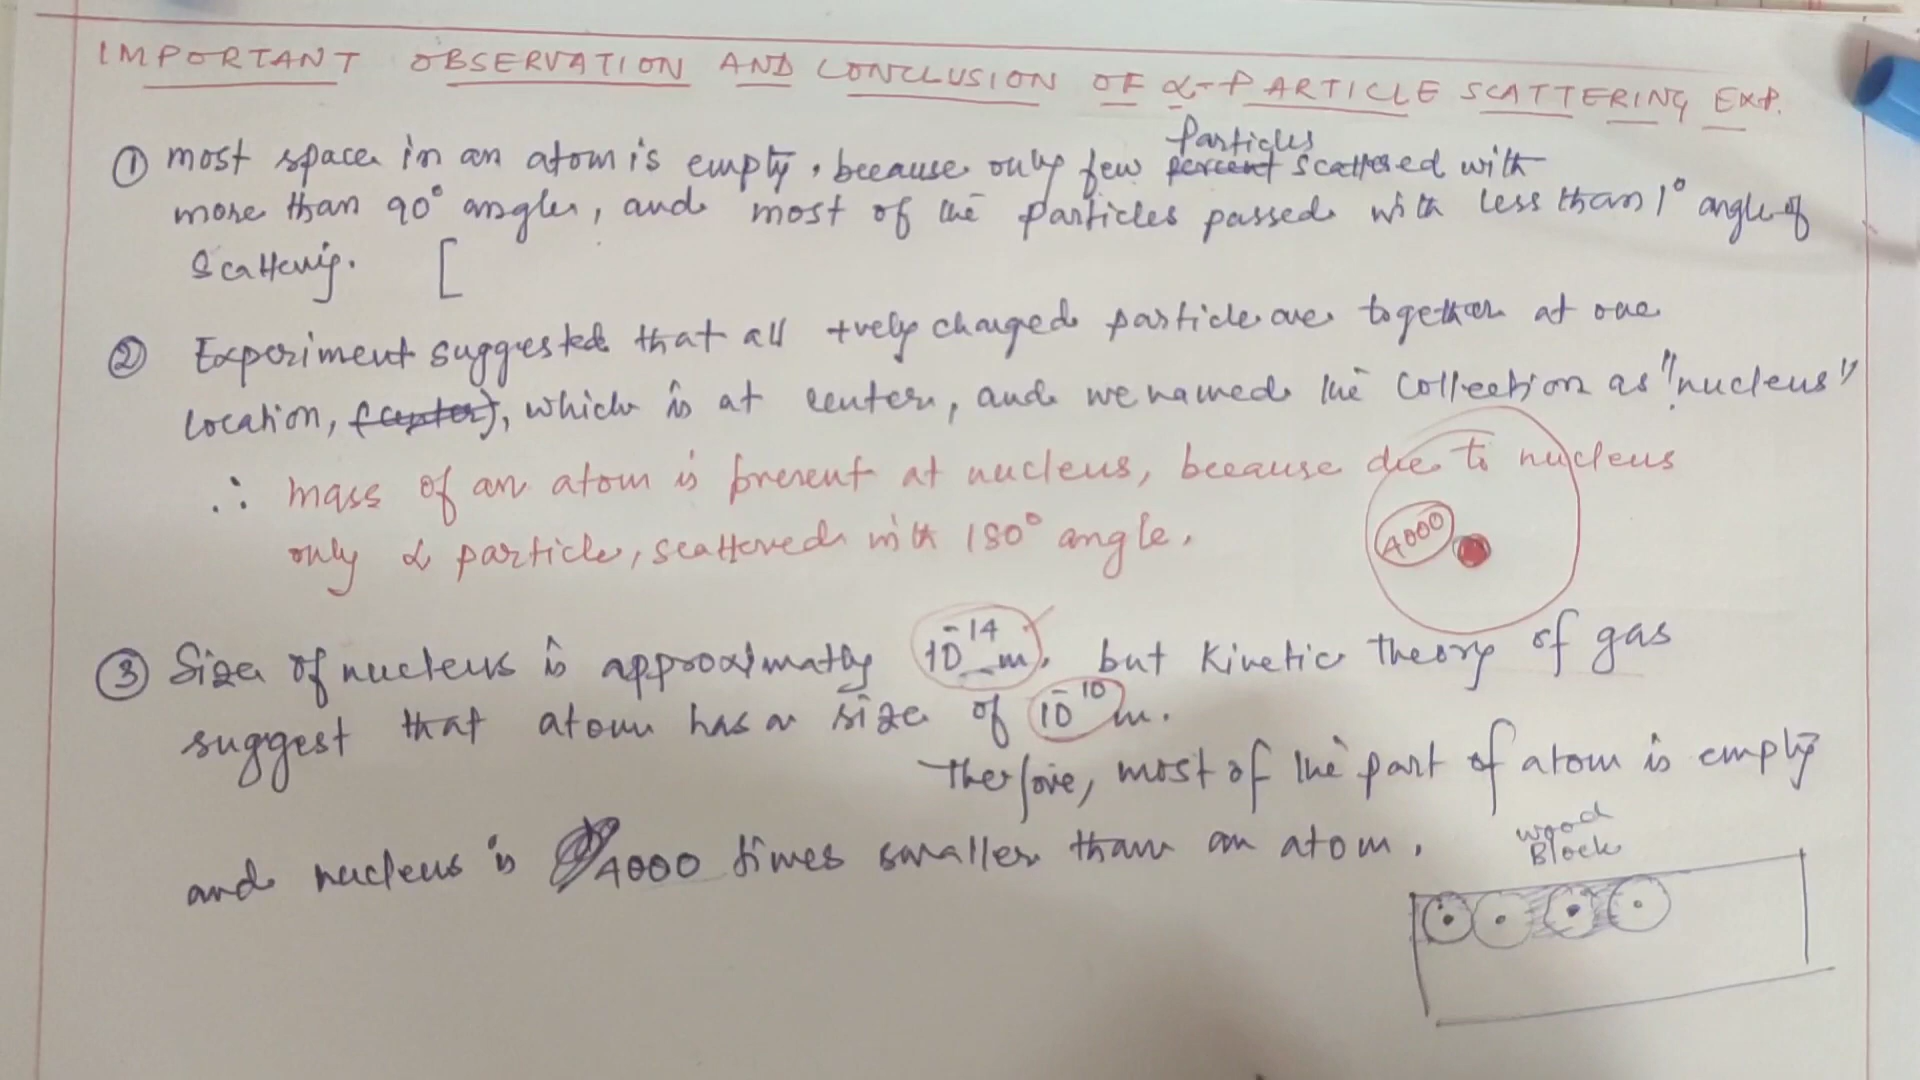 IMPORTANT OBSERVATION AND CONCLUSION OF α-PARTICLE SCATTERING EXP.
① most space in an atom is empty, because only few particles scattered with
more than 90° angles, and most of the particles passed with less than 1° angle of
scattering. [
② Experiment suggested that all +vely charged particle are together at one
location, (center), which is at center, and we named the collection as "nucleus"
∴ mass of an atom is present at nucleus, because due to nucleus
only α particle, scattered with 180° angle.
4000
③ Size of nucleus is approximatly 10^-14 m, but Kinetic theory of gas
suggest that atom has a size of 10^-10 m.
Therfore, most of the part of atom is empty
and nucleus is 4000 times smaller than an atom.
wood
Block